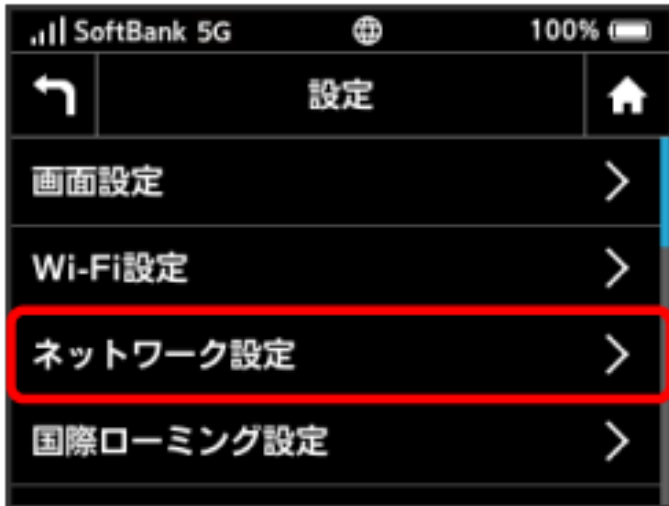 SoftBank 5G 100%
設定
画面設定
Wi-Fi設定
ネットワーク設定
国際ローミング設定